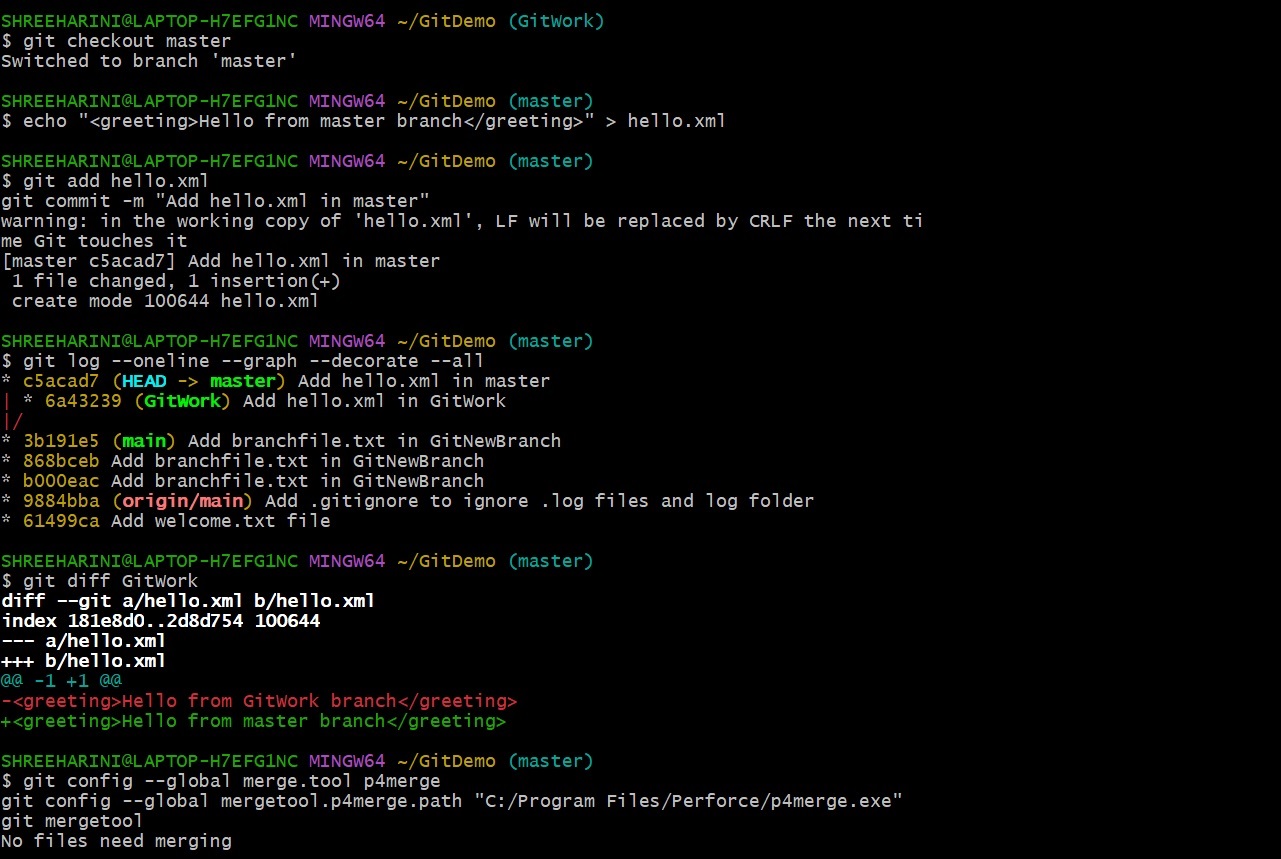 SHREEHARINI@LAPTOP-H7EFG1NC MINGW64 ~/GitDemo (GitWork)
$ git checkout master
Switched to branch 'master'

SHREEHARINI@LAPTOP-H7EFG1NC MINGW64 ~/GitDemo (master)
$ echo "<greeting>Hello from master branch</greeting>" > hello.xml

SHREEHARINI@LAPTOP-H7EFG1NC MINGW64 ~/GitDemo (master)
$ git add hello.xml
git commit -m "Add hello.xml in master"
warning: in the working copy of 'hello.xml', LF will be replaced by CRLF the next ti
me Git touches it
[master c5acad7] Add hello.xml in master
 1 file changed, 1 insertion(+)
 create mode 100644 hello.xml

SHREEHARINI@LAPTOP-H7EFG1NC MINGW64 ~/GitDemo (master)
$ git log --oneline --graph --decorate --all
* c5acad7 (HEAD -> master) Add hello.xml in master
| * 6a43239 (GitWork) Add hello.xml in GitWork
|/
* 3b191e5 (main) Add branchfile.txt in GitNewBranch
* 868bceb Add branchfile.txt in GitNewBranch
* b000eac Add branchfile.txt in GitNewBranch
* 9884bba (origin/main) Add .gitignore to ignore .log files and log folder
* 61499ca Add welcome.txt file

SHREEHARINI@LAPTOP-H7EFG1NC MINGW64 ~/GitDemo (master)
$ git diff GitWork
diff --git a/hello.xml b/hello.xml
index 181e8d0..2d8d754 100644
--- a/hello.xml
+++ b/hello.xml
@@ -1 +1 @@
-<greeting>Hello from GitWork branch</greeting>
+<greeting>Hello from master branch</greeting>

SHREEHARINI@LAPTOP-H7EFG1NC MINGW64 ~/GitDemo (master)
$ git config --global merge.tool p4merge
git config --global mergetool.p4merge.path "C:/Program Files/Perforce/p4merge.exe"
git mergetool
No files need merging